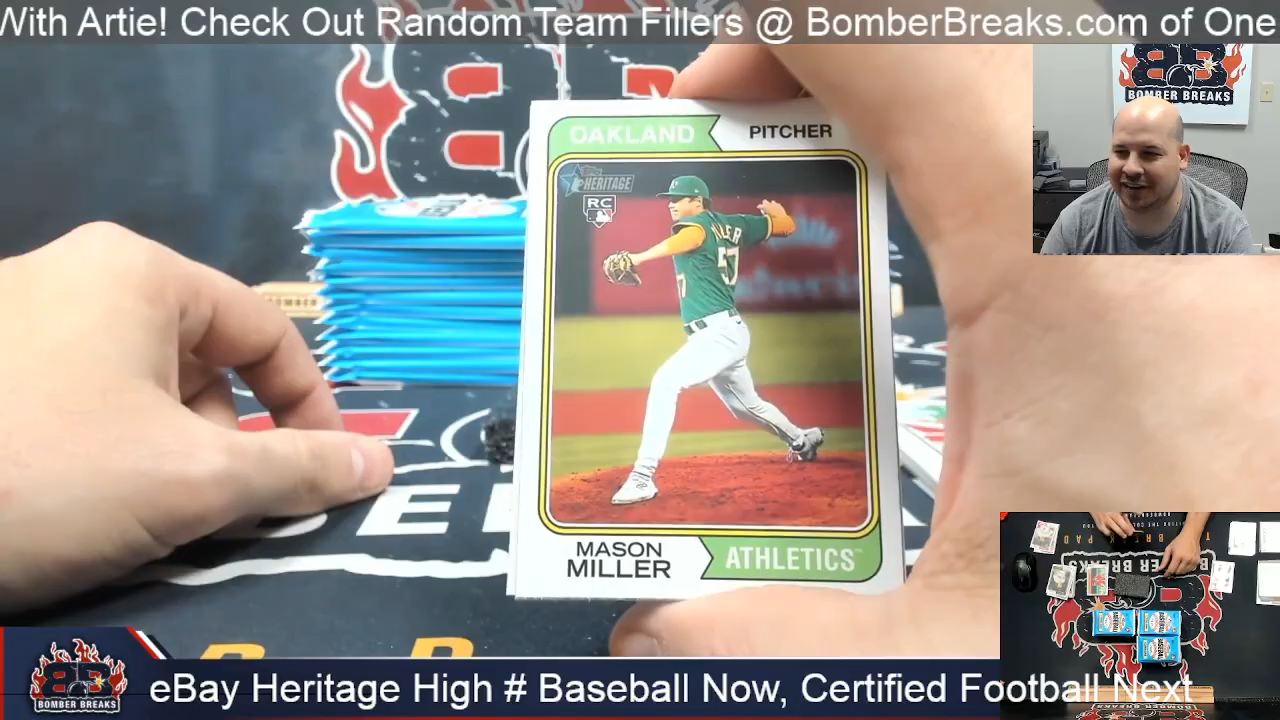 With Artie! Check Out Random Team Fillers @ BomberBreaks.com of One
BOMBER BREAKS
OAKLAND
PITCHER
HERITAGE
RC
57
MASON
MILLER
ATHLETICS
BOMBER
BOMBER BREAKS
eBay Heritage High # Baseball Now, Certified Football Next